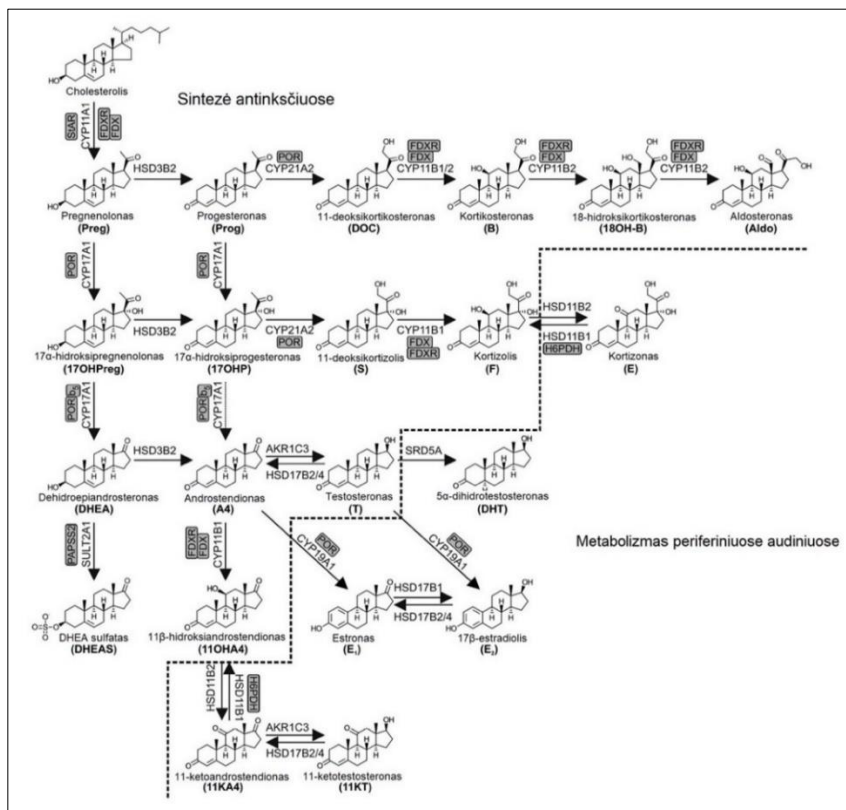 Cholesterolis
Sintezė antinksčiuose
StAR
CYP11A1
FDXR
FDX
HSD3B2
POR
CYP21A2
FDXR
FDX
CYP11B1/2
FDXR
FDX
CYP11B2
FDXR
FDX
CYP11B2
Pregnenolonas
(Preg)
Progesteronas
(Prog)
11-deoksikortikosteronas
(DOC)
Kortikosteronas
(B)
18-hidroksikortikosteronas
(18OH-B)
Aldosteronas
(Aldo)
POR
CYP17A1
POR
CYP17A1
HSD3B2
CYP21A2
POR
CYP11B1
FDX
FDXR
HSD11B2
HSD11B1
H6PDH
17α-hidroksipregnenolonas
(17OHPreg)
17α-hidroksiprogesteronas
(17OHP)
11-deoksikortizolis
(S)
Kortizolis
(F)
Kortizonas
(E)
POR b5
CYP17A1
POR b5
CYP17A1
HSD3B2
AKR1C3
HSD17B2/4
SRD5A
Dehidroepiandrosteronas
(DHEA)
Androstendionas
(A4)
Testosteronas
(T)
5α-dihidrotestosteronas
(DHT)
Metabolizmas periferiniuose audiniuose
PAPSS2
SULT2A1
FDXR
FDX
CYP11B1
POR
CYP19A1
POR
CYP19A1
HSD17B1
HSD17B2/4
DHEA sulfatas
(DHEAS)
11β-hidroksiandrostendionas
(11OHA4)
Estronas
(E₁)
17β-estradiolis
(E₂)
HSD11B2
HSD11B1
H6PDH
AKR1C3
HSD17B2/4
11-ketoandrostendionas
(11KA4)
11-ketotestosteronas
(11KT)